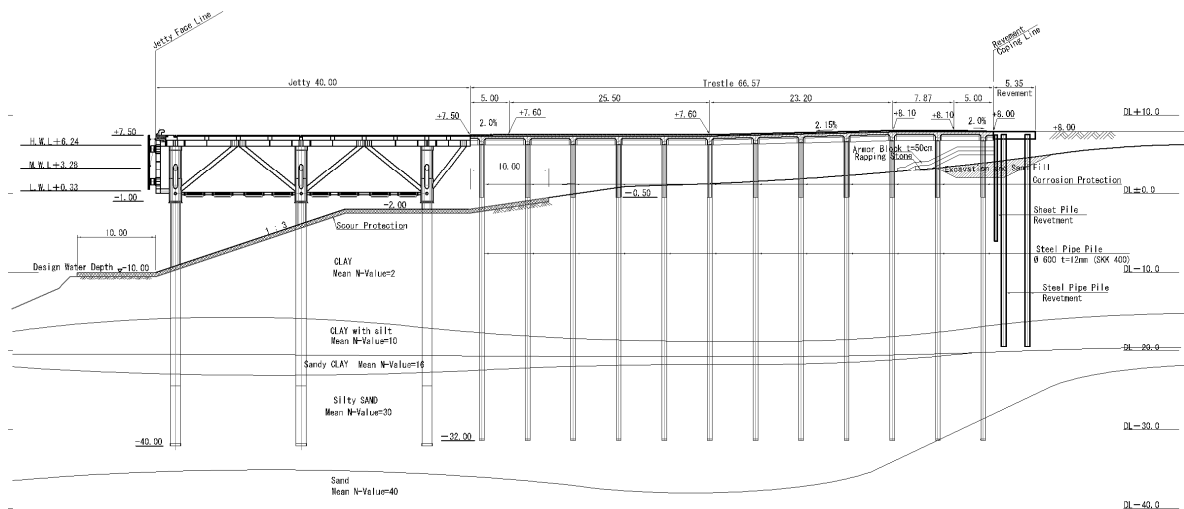 Jetty Face Line
Revement
Coping Line
Jetty 40.00
Trestle 66.57
5.35
Revement
5.00
25.50
23.20
7.87
5.00
DL+10.0
+7.50
2.0%
+7.60
+7.60
2.15%
+8.10
+8.10
2.0%
+8.00
+8.00
+7.50
H.W.L+6.24
M.W.L+3.28
L.W.L+0.33
-1.00
Armor Block t=50cm
Rapping Stone
Excavation and Sand Fill
10.00
Corrosion Protection
DL±0.0
-0.50
-2.00
1 : 3
Scour Protection
Sheet Pile
Revetment
10.00
Design Water Depth
-10.00
CLAY
Mean N-Value=2
Steel Pipe Pile
Ø 600 t=12mm (SKK 400)
DL-10.0
Steel Pipe Pile
Revetment
CLAY with silt
Mean N-Value=10
DL-20.0
Sandy CLAY Mean N-Value=16
Silty SAND
Mean N-Value=30
-40.00
-32.00
DL-30.0
Sand
Mean N-Value=40
DL-40.0